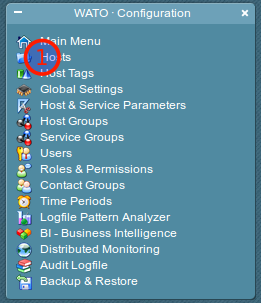 WATO · Configuration
Main Menu
1
Hosts
Host Tags
Global Settings
Host & Service Parameters
Host Groups
Service Groups
Users
Roles & Permissions
Contact Groups
Time Periods
Logfile Pattern Analyzer
BI - Business Intelligence
Distributed Monitoring
Audit Logfile
Backup & Restore